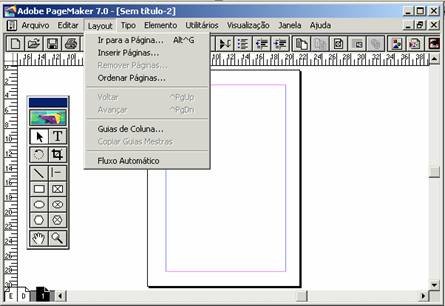 Adobe PageMaker 7.0 - [Sem título-2]
Arquivo Editar Layout Tipo Elemento Utilitários Visualização Janela Ajuda
Ir para a Página... Alt^G
Inserir Páginas...
Remover Páginas...
Ordenar Páginas...
Voltar ^PgUp
Avançar ^PgDn
Guias de Coluna...
Copiar Guias Mestras
Fluxo Automático
T
E D 1